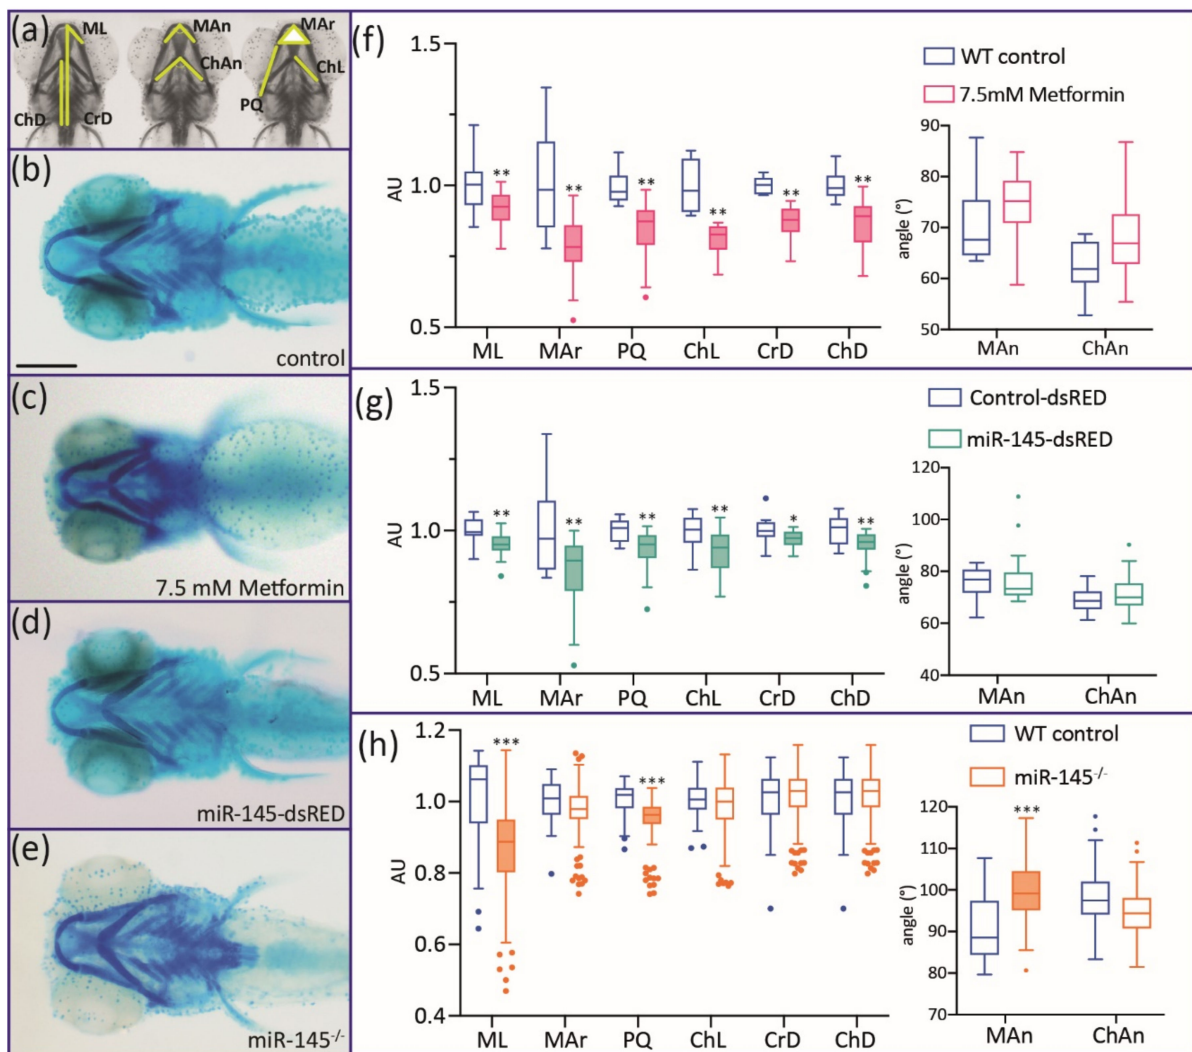 (a)
ML
ChD
CrD
MAn
ChAn
MAr
ChL
PQ
(b)
control
(c)
7.5 mM Metformin
(d)
miR-145-dsRED
(e)
miR-145-/-
(f)
1.5
1.0
0.5
AU
** ** ** ** ** **
ML MAr PQ ChL CrD ChD
WT control
7.5mM Metformin
90
80
70
60
50
angle (°)
MAn ChAn
(g)
1.5
1.0
0.5
AU
** ** ** ** * **
ML MAr PQ ChL CrD ChD
Control-dsRED
miR-145-dsRED
120
100
80
60
40
angle (°)
MAn ChAn
(h)
1.2
1.0
0.8
0.6
0.4
AU
*** ***
ML MAr PQ ChL CrD ChD
WT control
miR-145-/-
120
110
100
90
80
70
angle (°)
***
MAn ChAn